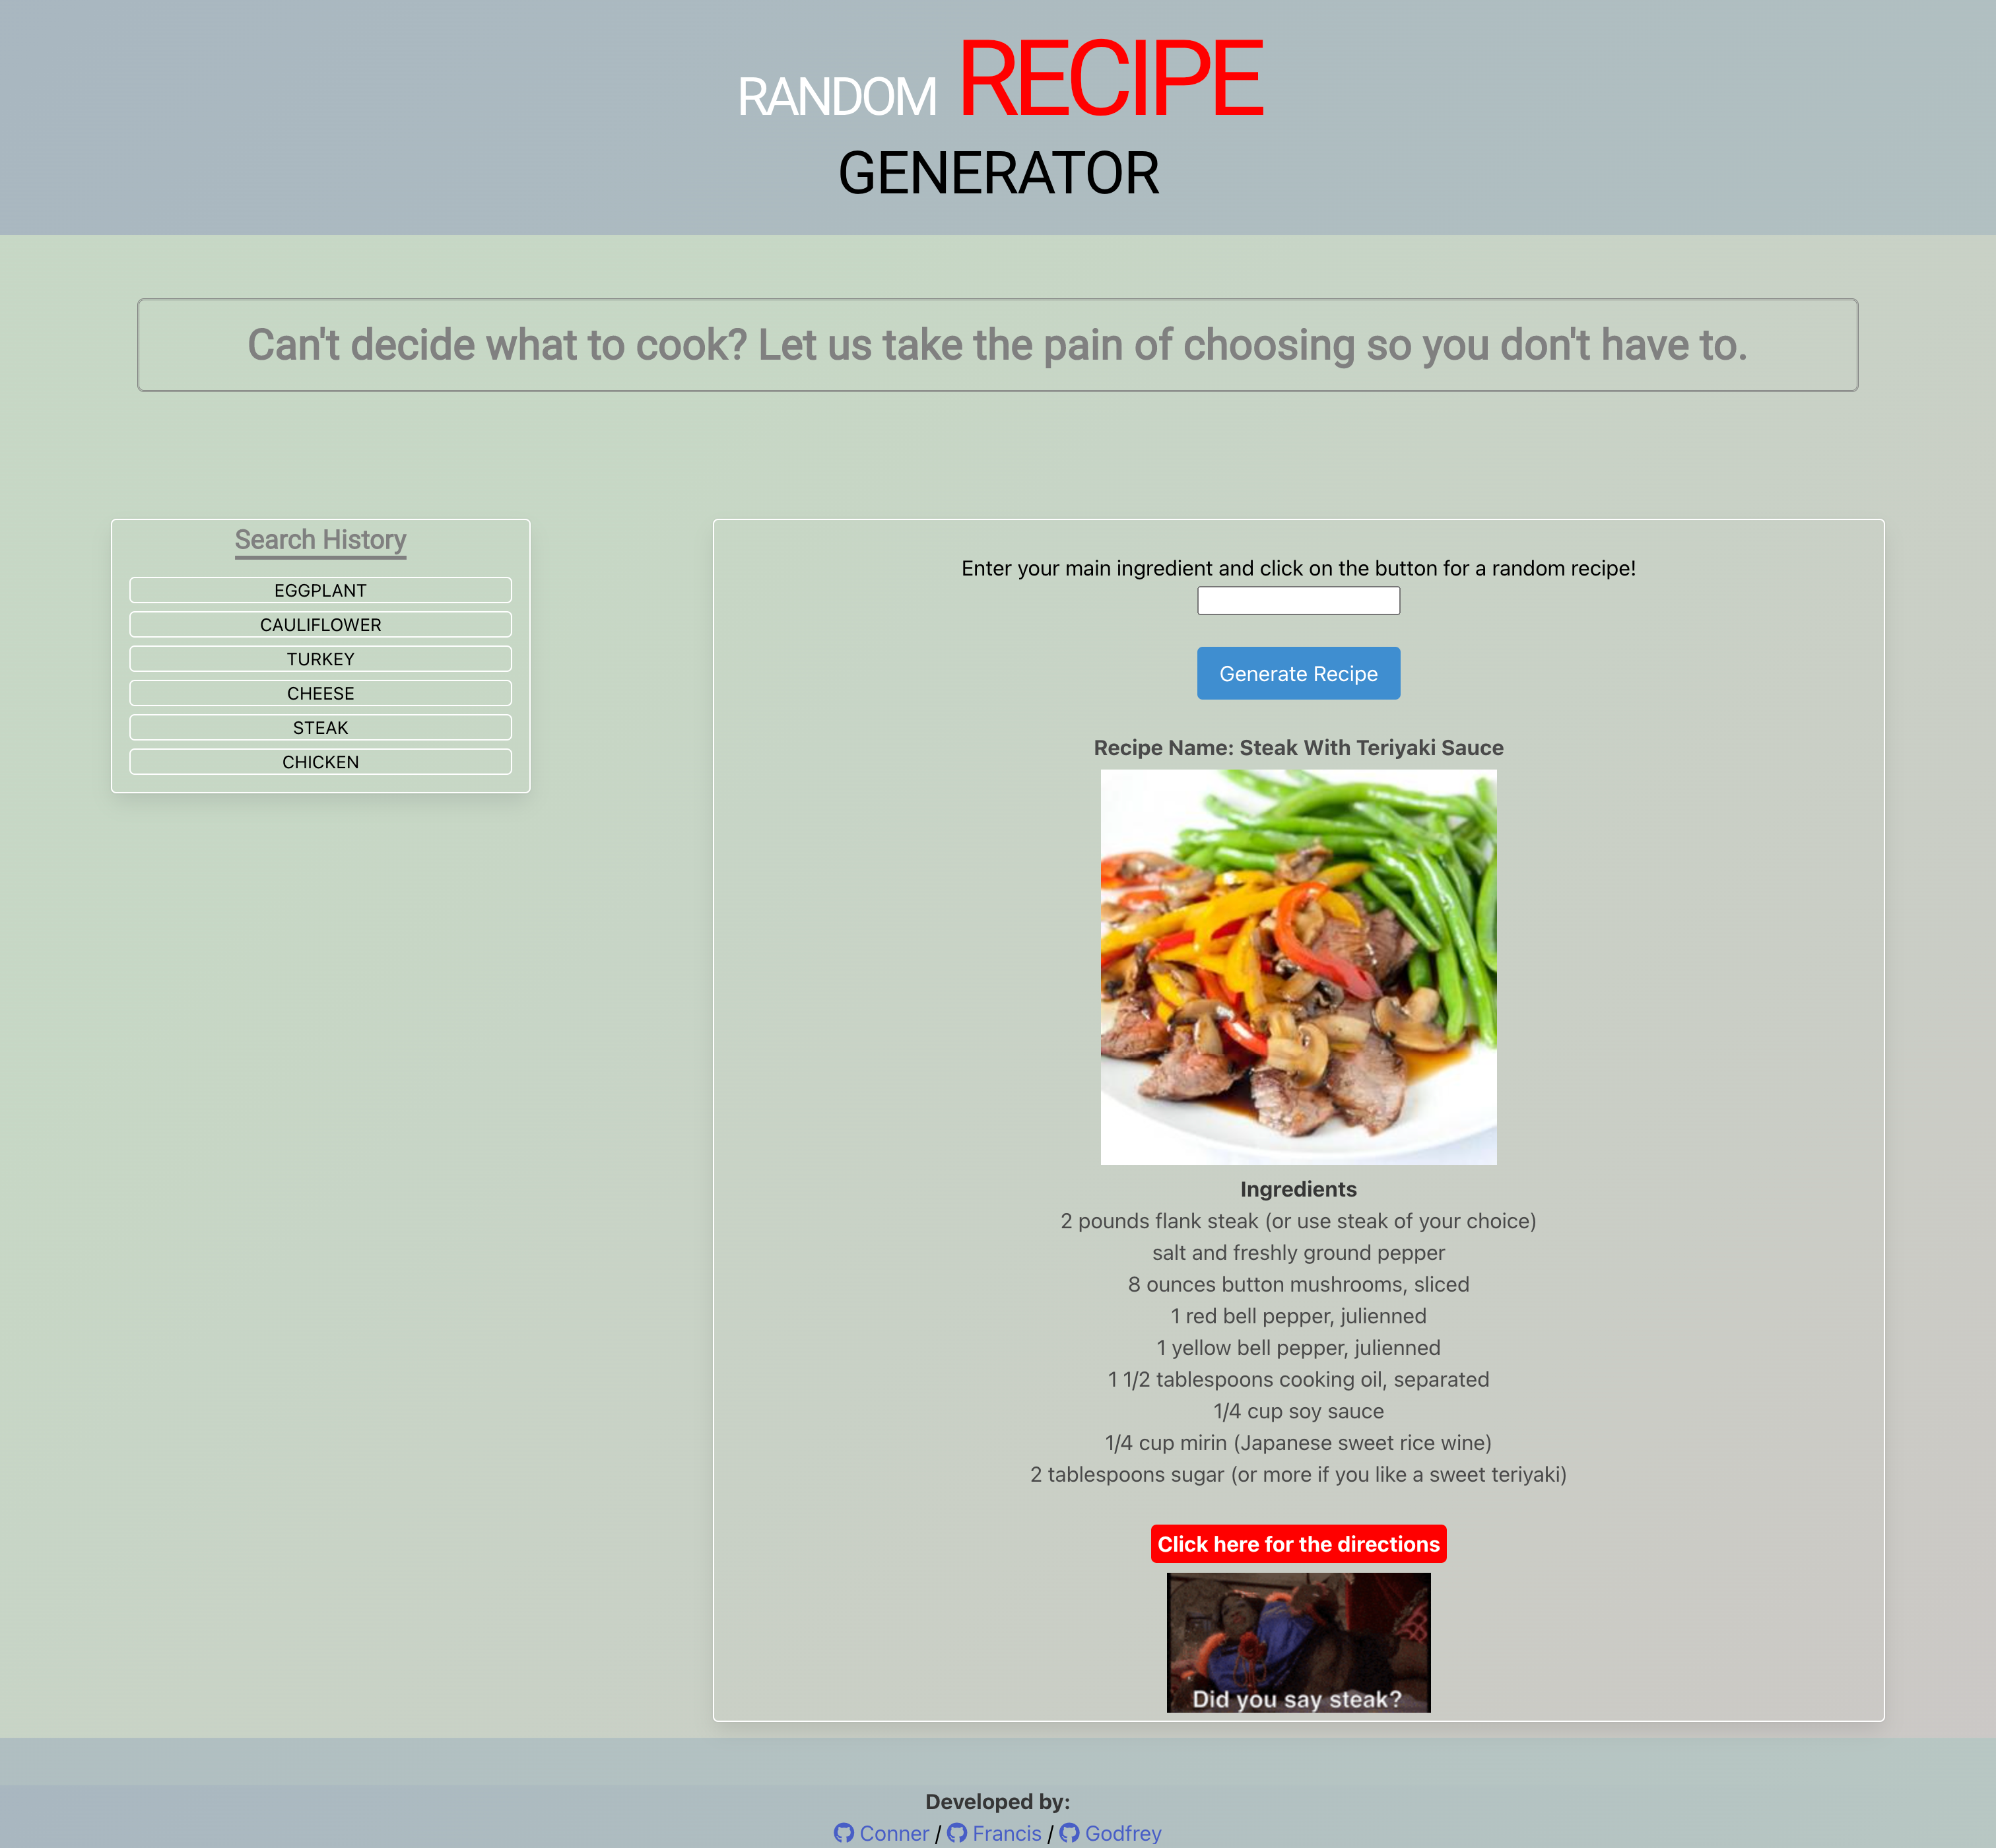 RANDOM RECIPE
GENERATOR
Can't decide what to cook? Let us take the pain of choosing so you don't have to.
Search History
EGGPLANT
CAULIFLOWER
TURKEY
CHEESE
STEAK
CHICKEN
Enter your main ingredient and click on the button for a random recipe!
Generate Recipe
Recipe Name: Steak With Teriyaki Sauce
Ingredients
2 pounds flank steak (or use steak of your choice)
salt and freshly ground pepper
8 ounces button mushrooms, sliced
1 red bell pepper, julienned
1 yellow bell pepper, julienned
1 1/2 tablespoons cooking oil, separated
1/4 cup soy sauce
1/4 cup mirin (Japanese sweet rice wine)
2 tablespoons sugar (or more if you like a sweet teriyaki)
Click here for the directions
Did you say steak?
Developed by:
Conner / Francis / Godfrey